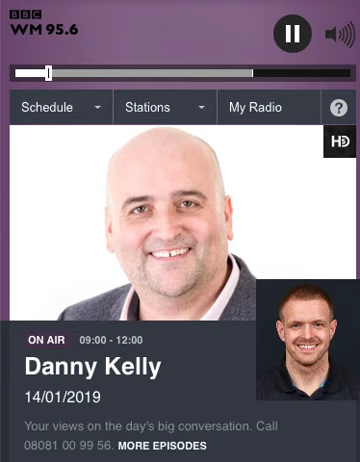 BBC
WM 95.6
Schedule Stations My Radio ?
HD
ON AIR 09:00 - 12:00
Danny Kelly
14/01/2019
Your views on the day's big conversation. Call
08081 00 99 56. MORE EPISODES